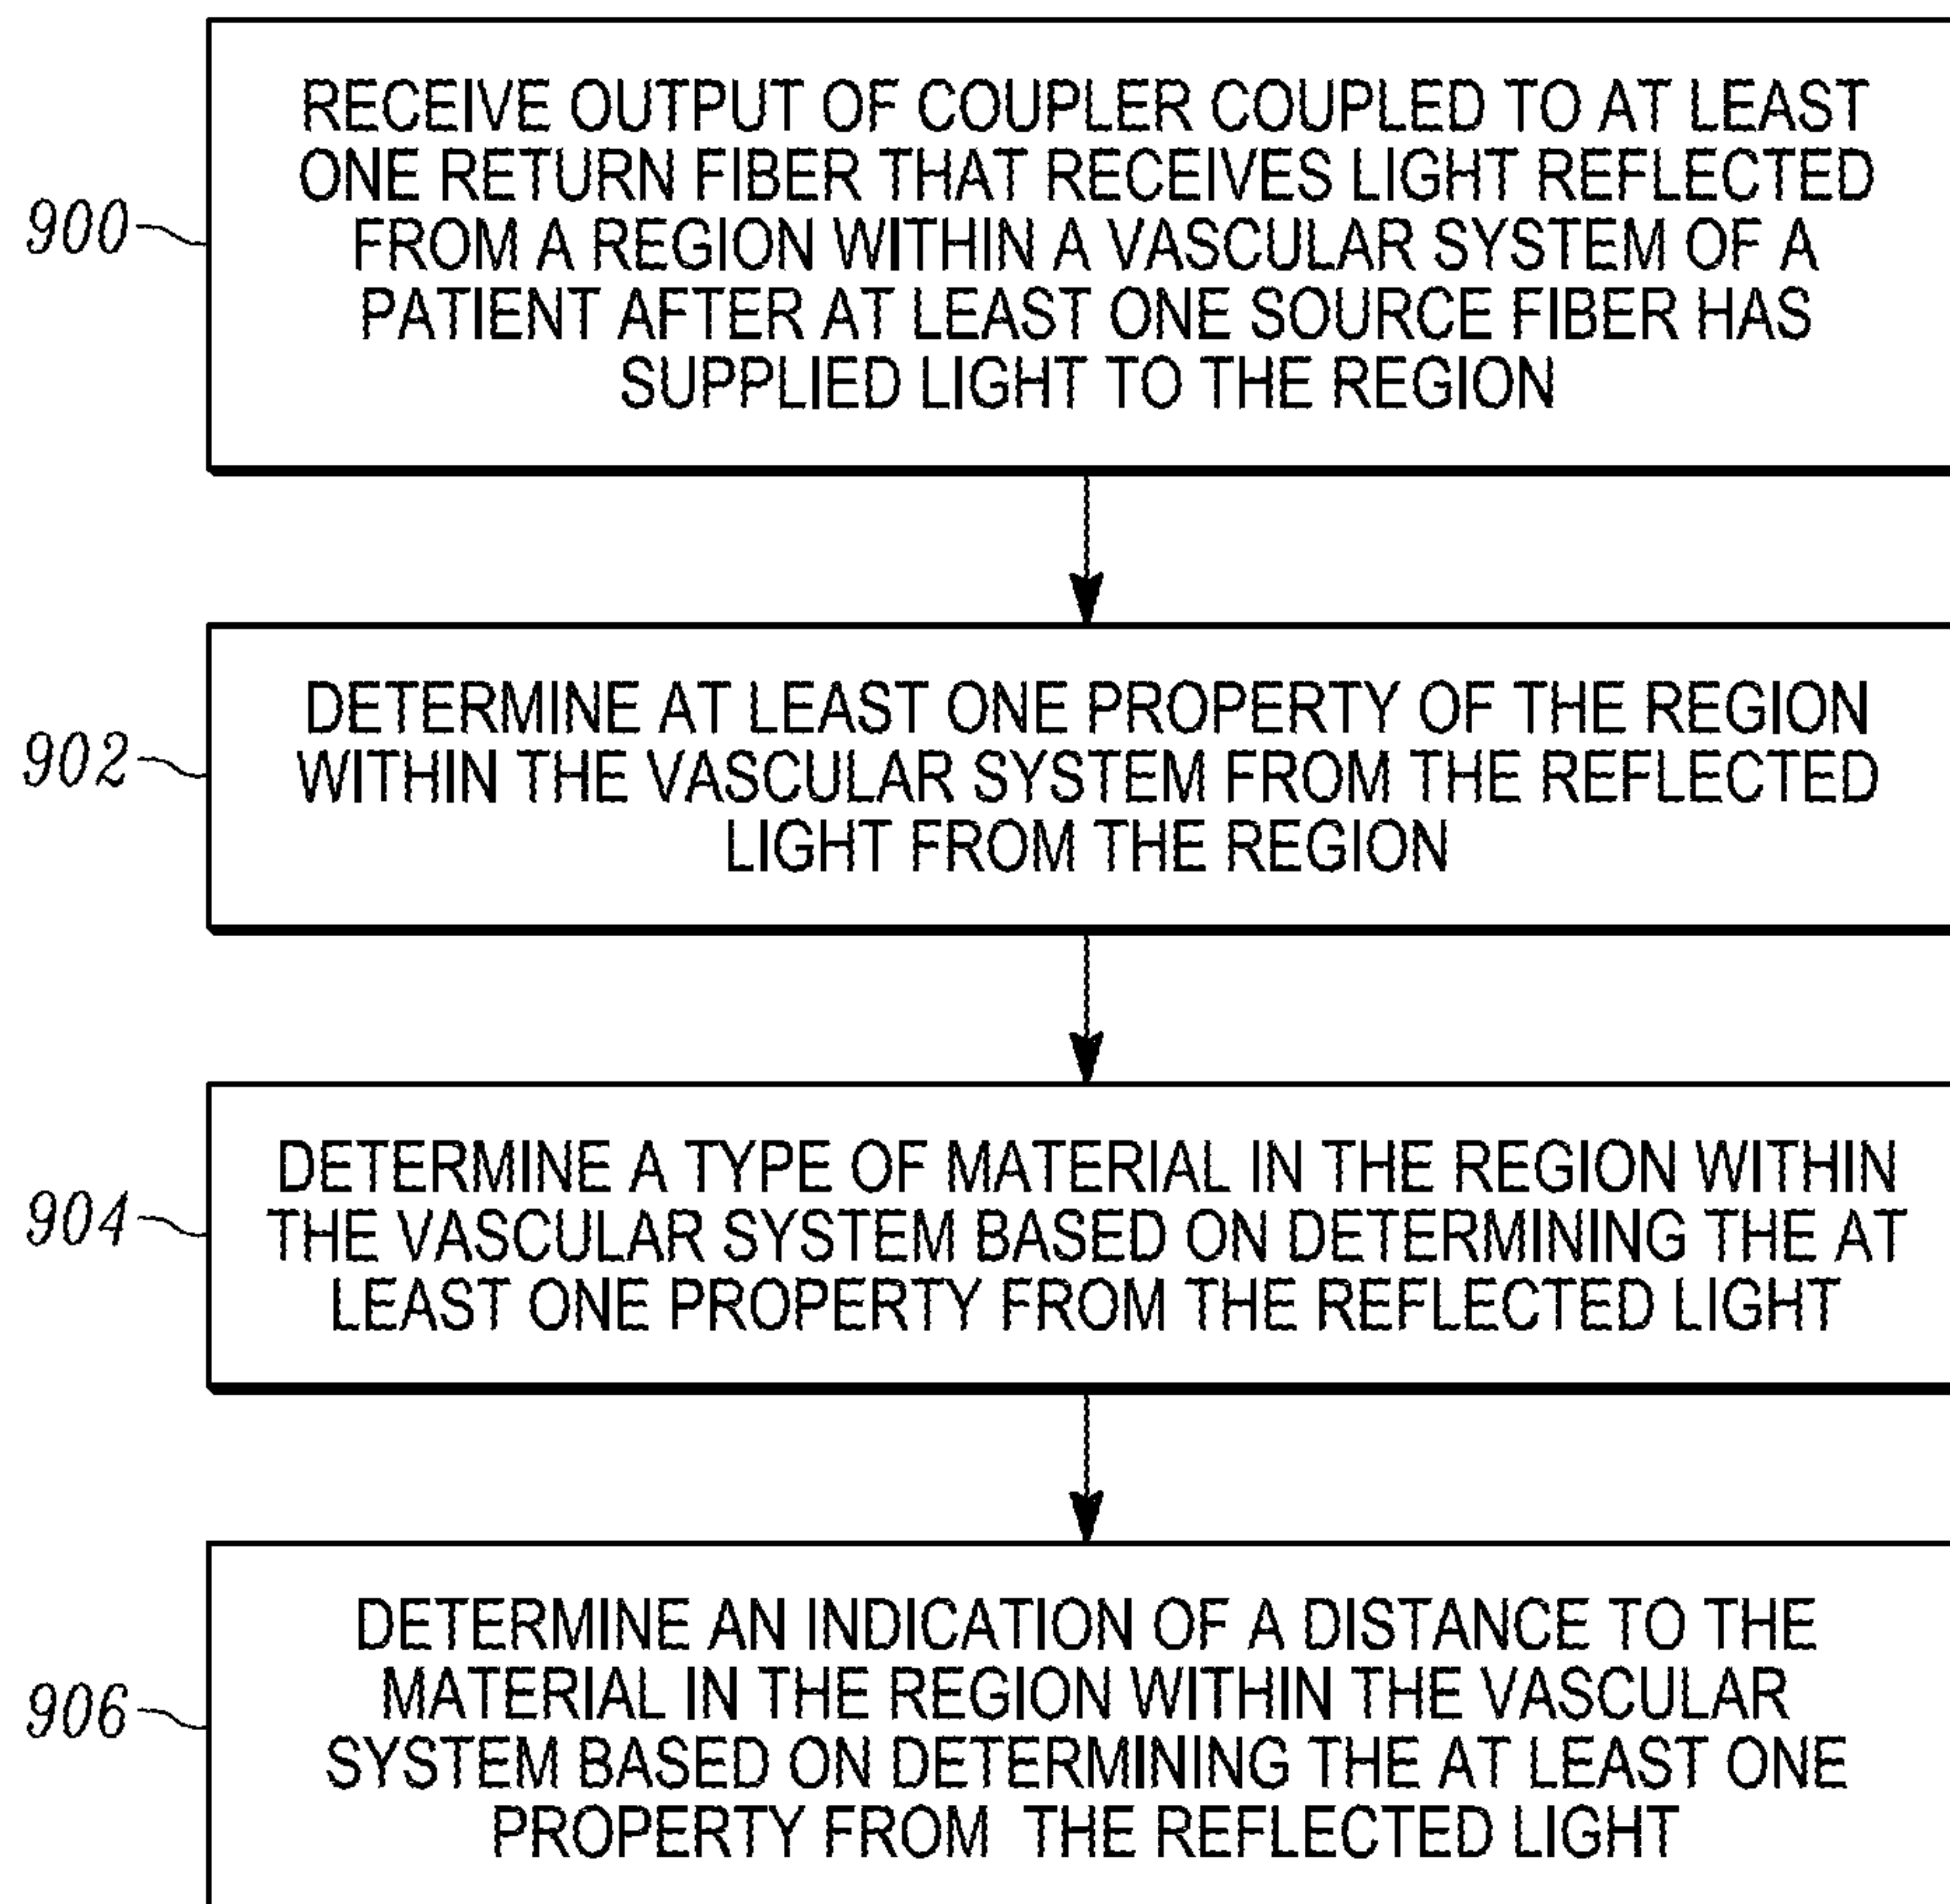 900
RECEIVE OUTPUT OF COUPLER COUPLED TO AT LEAST
ONE RETURN FIBER THAT RECEIVES LIGHT REFLECTED
FROM A REGION WITHIN A VASCULAR SYSTEM OF A
PATIENT AFTER AT LEAST ONE SOURCE FIBER HAS
SUPPLIED LIGHT TO THE REGION
902
DETERMINE AT LEAST ONE PROPERTY OF THE REGION
WITHIN THE VASCULAR SYSTEM FROM THE REFLECTED
LIGHT FROM THE REGION
904
DETERMINE A TYPE OF MATERIAL IN THE REGION WITHIN
THE VASCULAR SYSTEM BASED ON DETERMINING THE AT
LEAST ONE PROPERTY FROM THE REFLECTED LIGHT
906
DETERMINE AN INDICATION OF A DISTANCE TO THE
MATERIAL IN THE REGION WITHIN THE VASCULAR
SYSTEM BASED ON DETERMINING THE AT LEAST ONE
PROPERTY FROM THE REFLECTED LIGHT